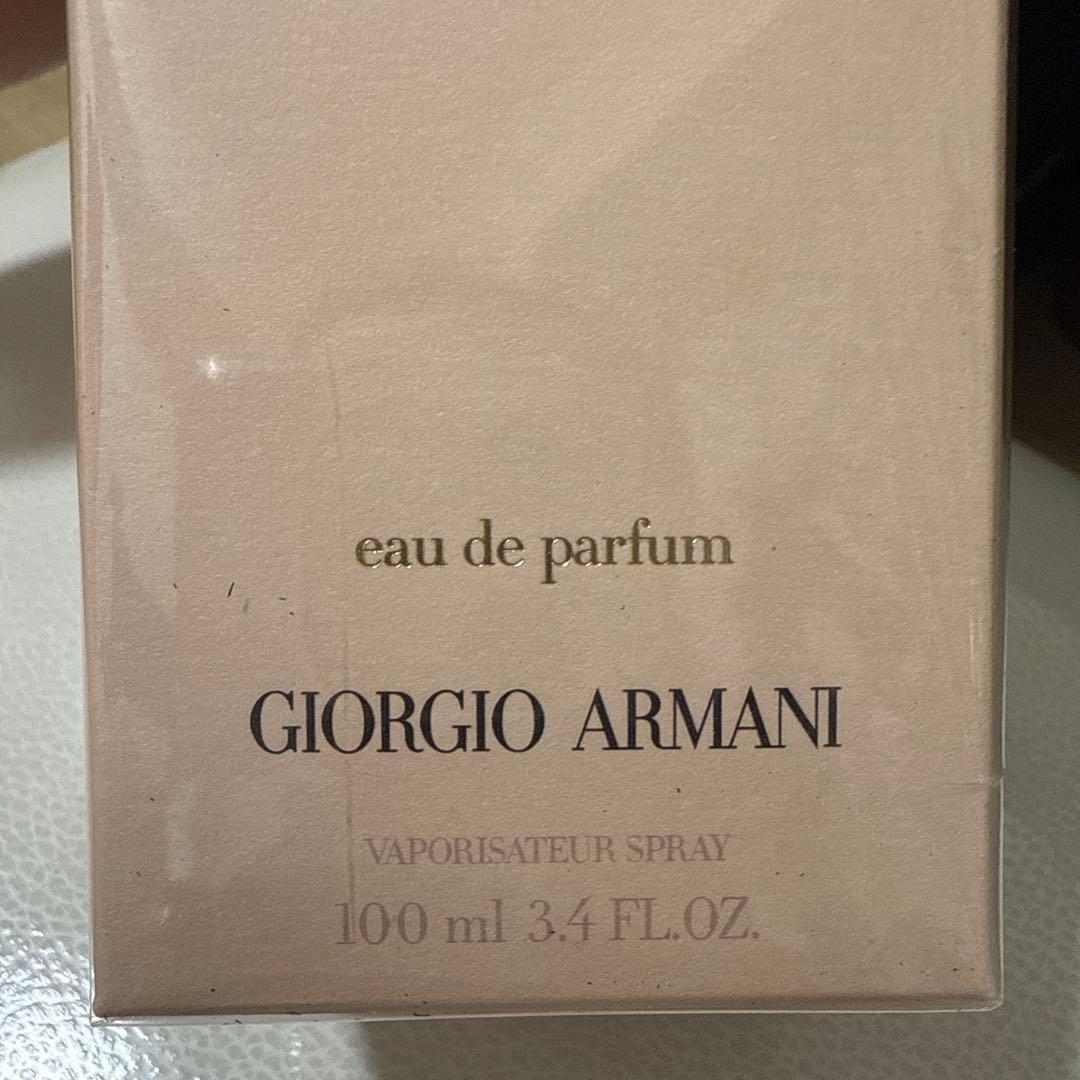 eau de parfum
GIORGIO ARMANI
VAPORISATEUR SPRAY
100 ml 3.4 FL.OZ.